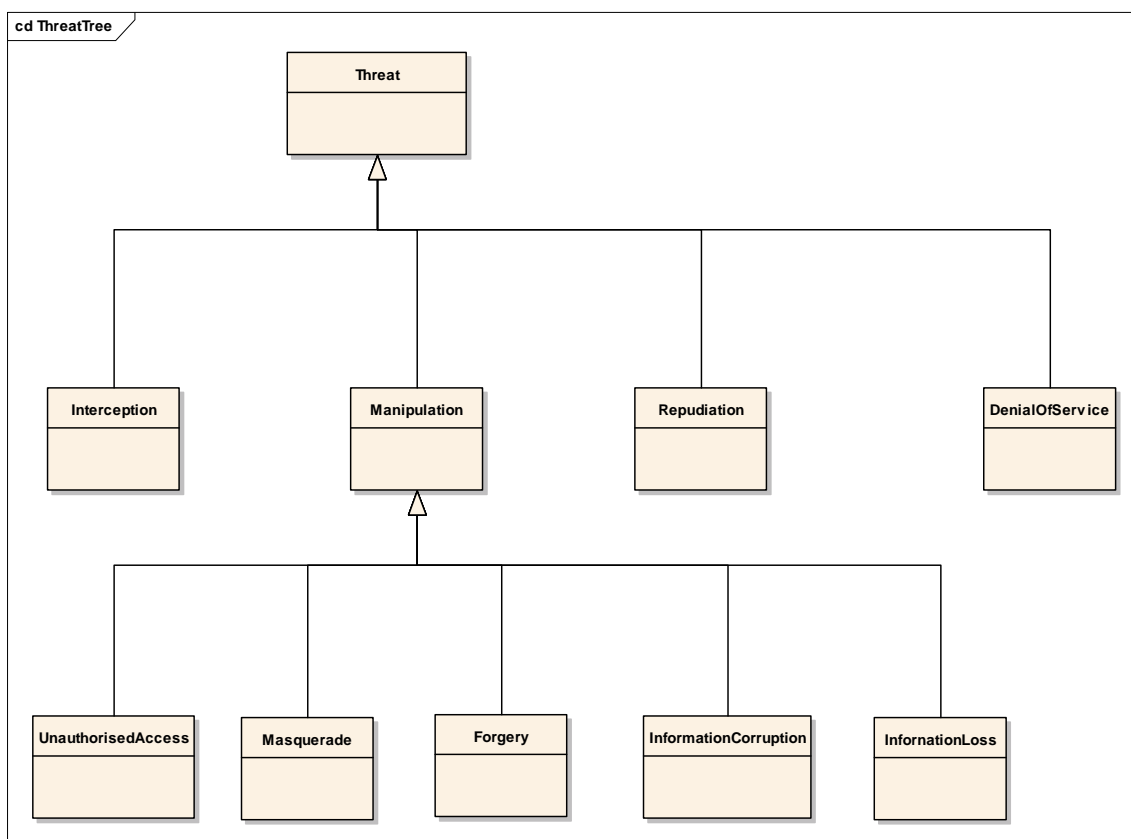 cd ThreatTree
Threat
Interception
Manipulation
Repudiation
DenialOfService
UnauthorisedAccess
Masquerade
Forgery
InformationCorruption
InfornationLoss